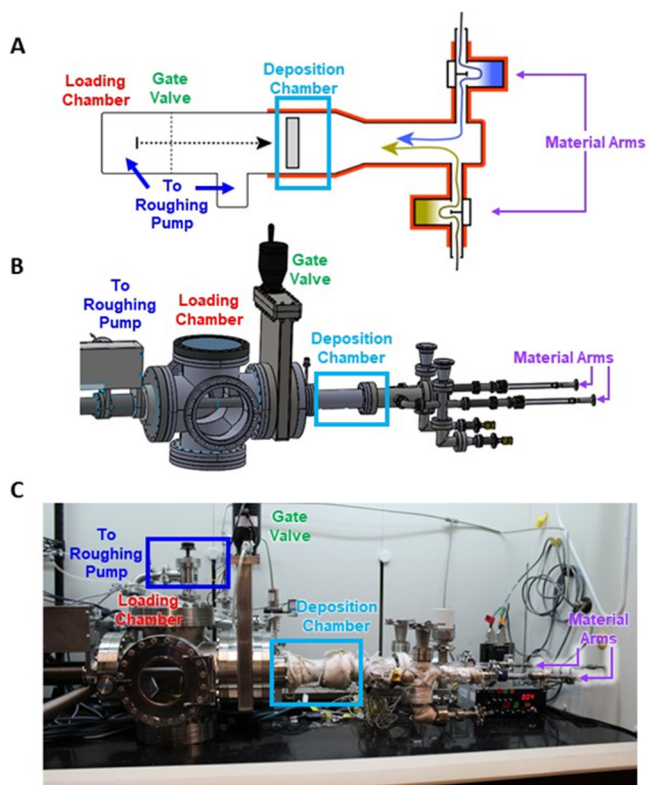 A
Loading
Chamber
Gate
Valve
Deposition
Chamber
Material Arms
To
Roughing
Pump
B
Gate
Valve
To
Roughing
Pump
Loading
Chamber
Deposition
Chamber
Material Arms
C
Gate
Valve
To
Roughing
Pump
Loading
Chamber
Deposition
Chamber
Material
Arms